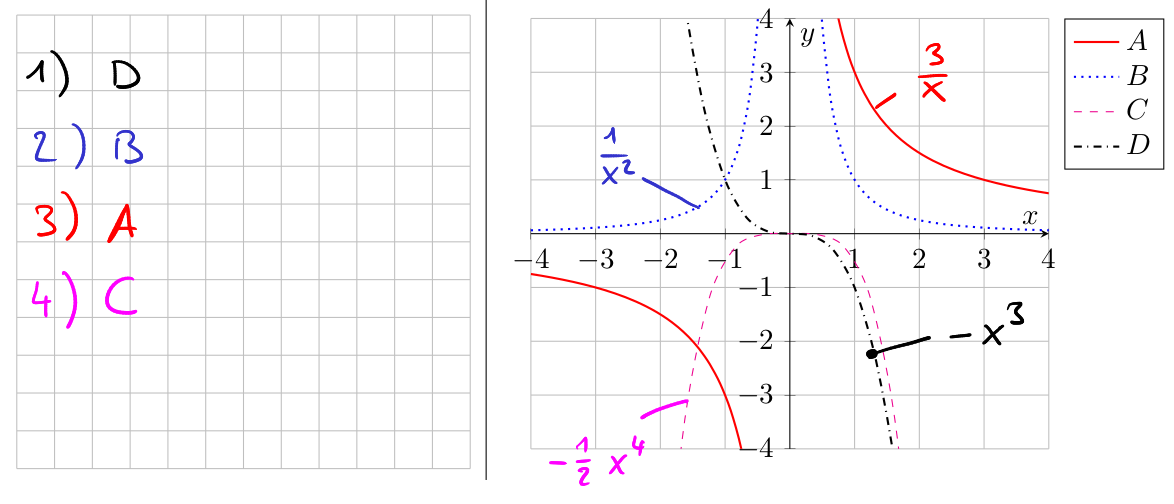 1) D
2) B
3) A
4) C
4
y
3
2
1
x
-4 -3 -2 -1 1 2 3 4
-1
-2
-3
-4
3/x
1/x²
- x³
-1/2 x⁴
A
B
C
D